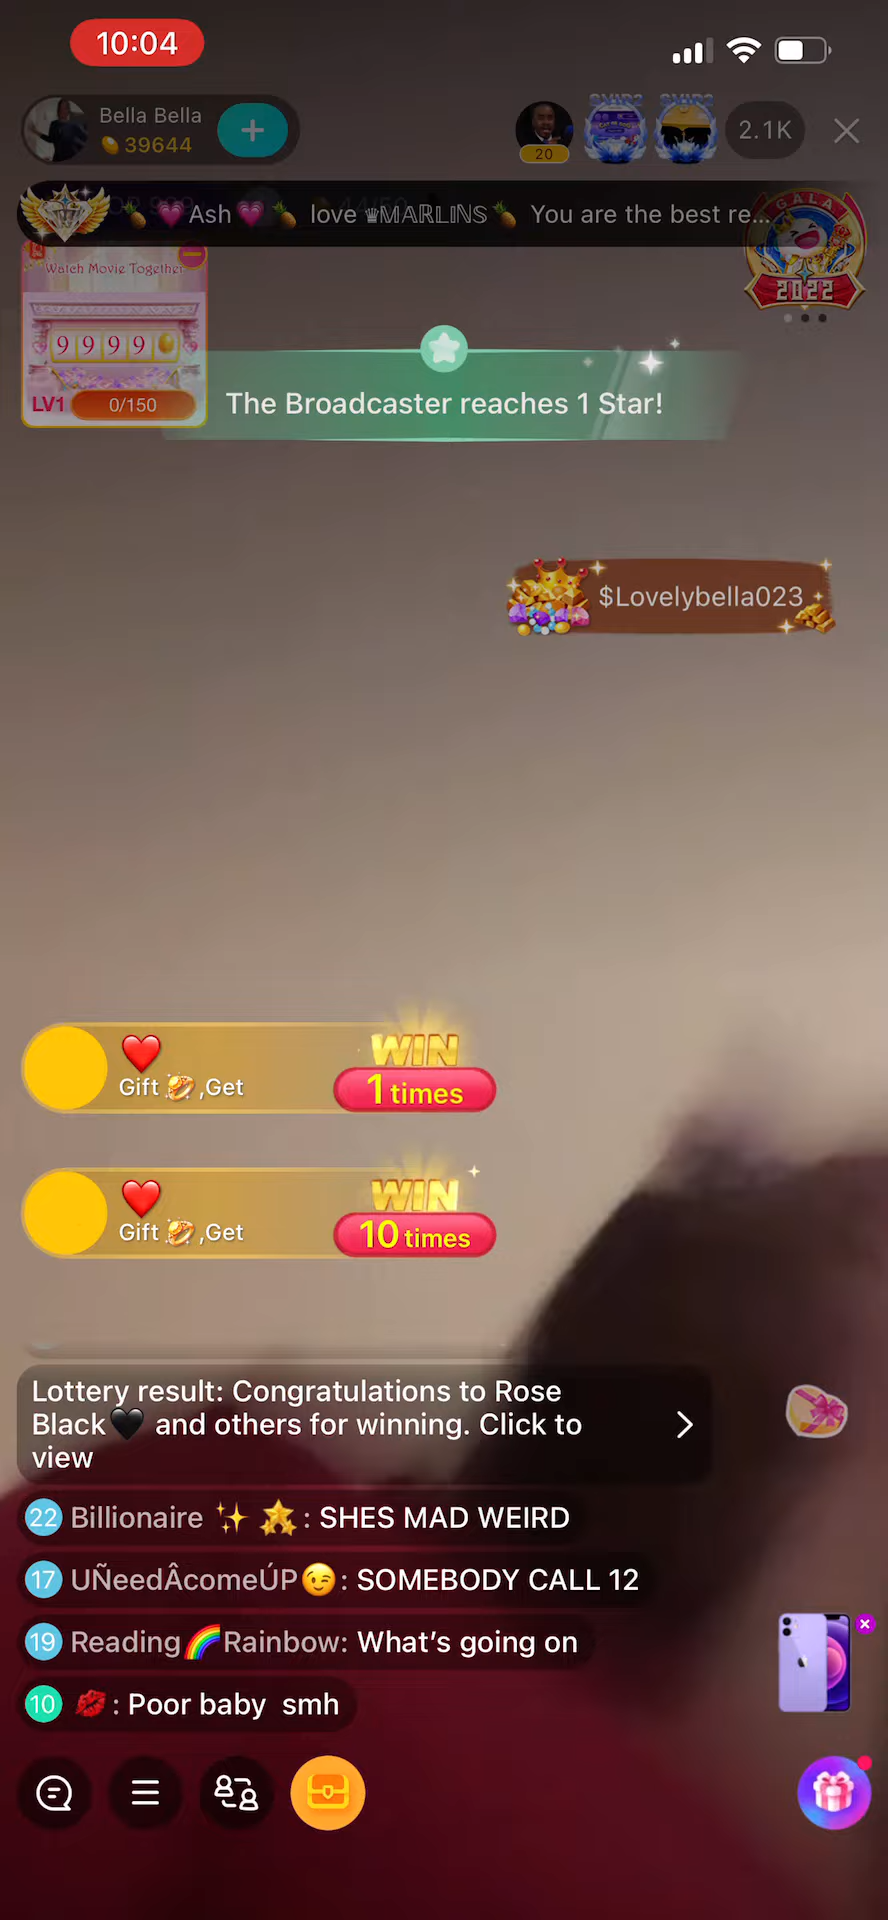 10:04
Bella Bella
39644
20
2.1K
🍍💗Ash💗🍍 love ♛𝕄𝔸ℝ𝕃𝕀ℕ𝕊🍍 You are the best re...
GALA
2022
Watch Movie Together
9 9 9 9
LV1
0/150
The Broadcaster reaches 1 Star!
$Lovelybella023
❤️
WIN
Gift ,Get
1 times
❤️
WIN
Gift ,Get
10 times
Lottery result: Congratulations to Rose
Black🖤 and others for winning. Click to
view
22 Billionaire ✨ : SHES MAD WEIRD
17 UÑeedÂcomeÚP😉: SOMEBODY CALL 12
19 Reading🌈Rainbow: What's going on
10 💋: Poor baby smh